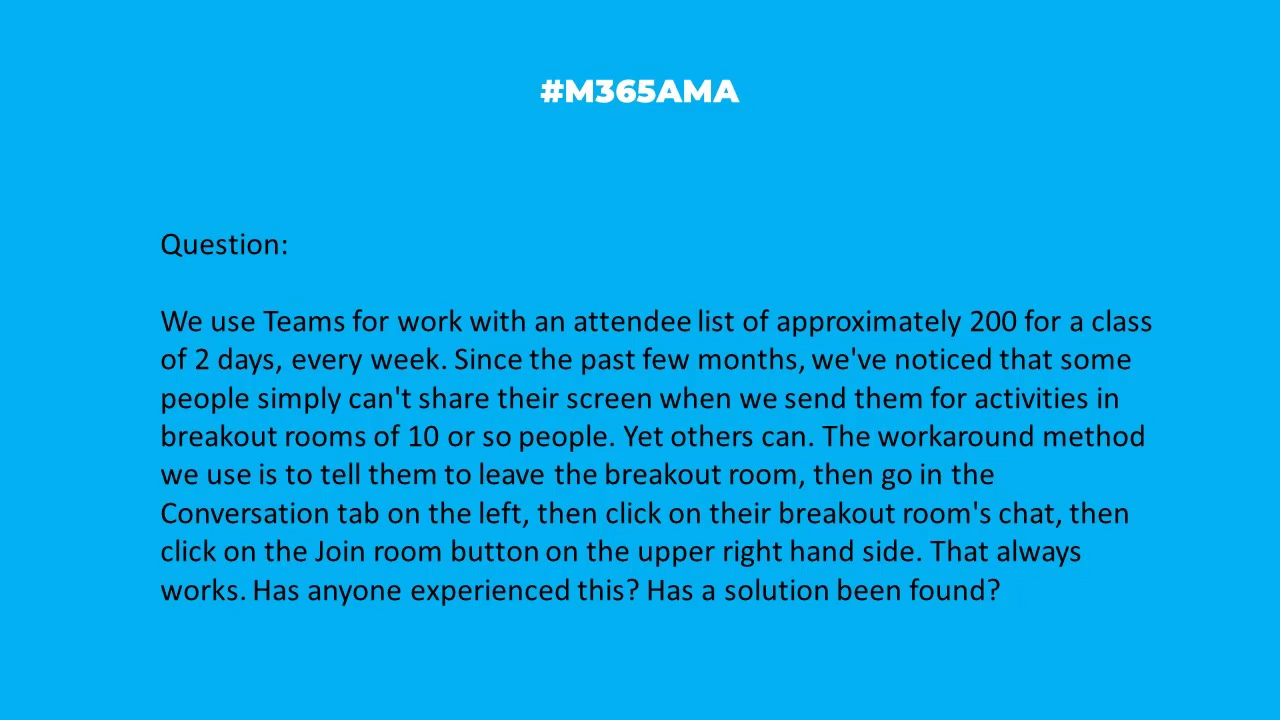 #M365AMA
Question:
We use Teams for work with an attendee list of approximately 200 for a class
of 2 days, every week. Since the past few months, we've noticed that some
people simply can't share their screen when we send them for activities in
breakout rooms of 10 or so people. Yet others can. The workaround method
we use is to tell them to leave the breakout room, then go in the
Conversation tab on the left, then click on their breakout room's chat, then
click on the Join room button on the upper right hand side. That always
works. Has anyone experienced this? Has a solution been found?